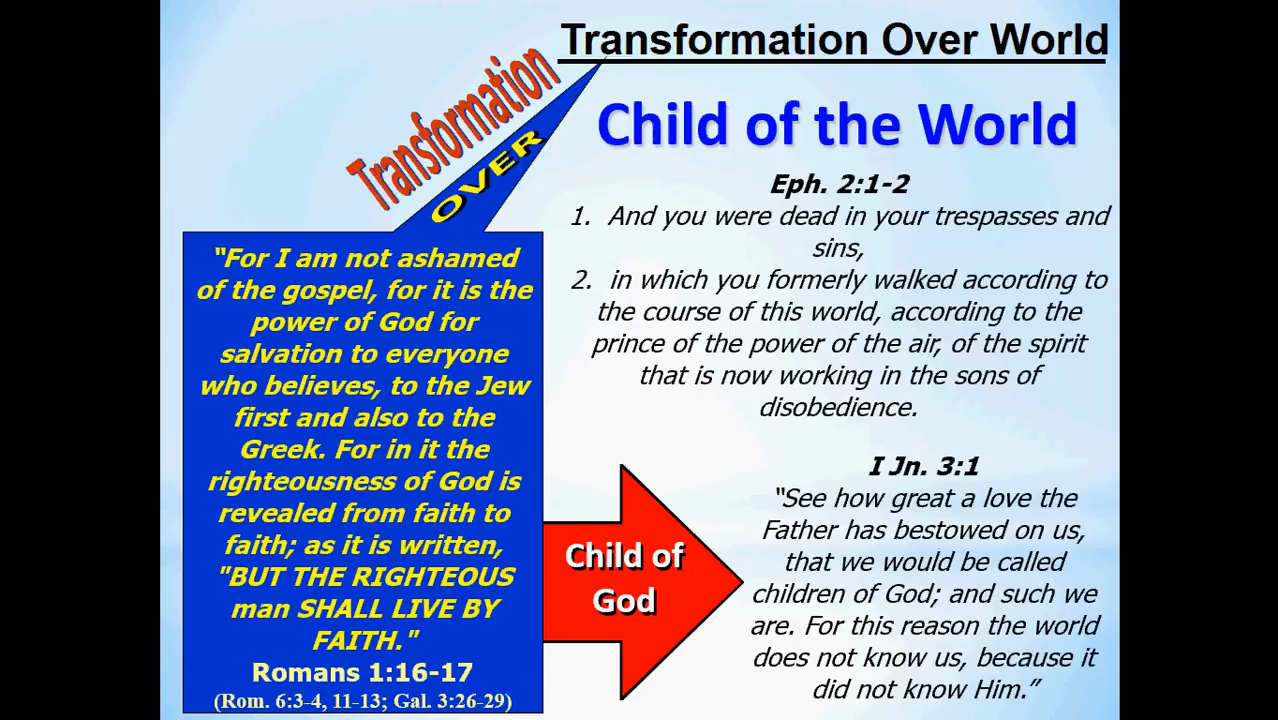 Transformation Over World
Transformation
OVER
Child of the World
Eph. 2:1-2
1. And you were dead in your trespasses and
sins,
2. in which you formerly walked according to
the course of this world, according to the
prince of the power of the air, of the spirit
that is now working in the sons of
disobedience.
“For I am not ashamed
of the gospel, for it is the
power of God for
salvation to everyone
who believes, to the Jew
first and also to the
Greek. For in it the
righteousness of God is
revealed from faith to
faith; as it is written,
"BUT THE RIGHTEOUS
man SHALL LIVE BY
FAITH."
Romans 1:16-17
(Rom. 6:3-4, 11-13; Gal. 3:26-29)
Child of
God
I Jn. 3:1
“See how great a love the
Father has bestowed on us,
that we would be called
children of God; and such we
are. For this reason the world
does not know us, because it
did not know Him.”